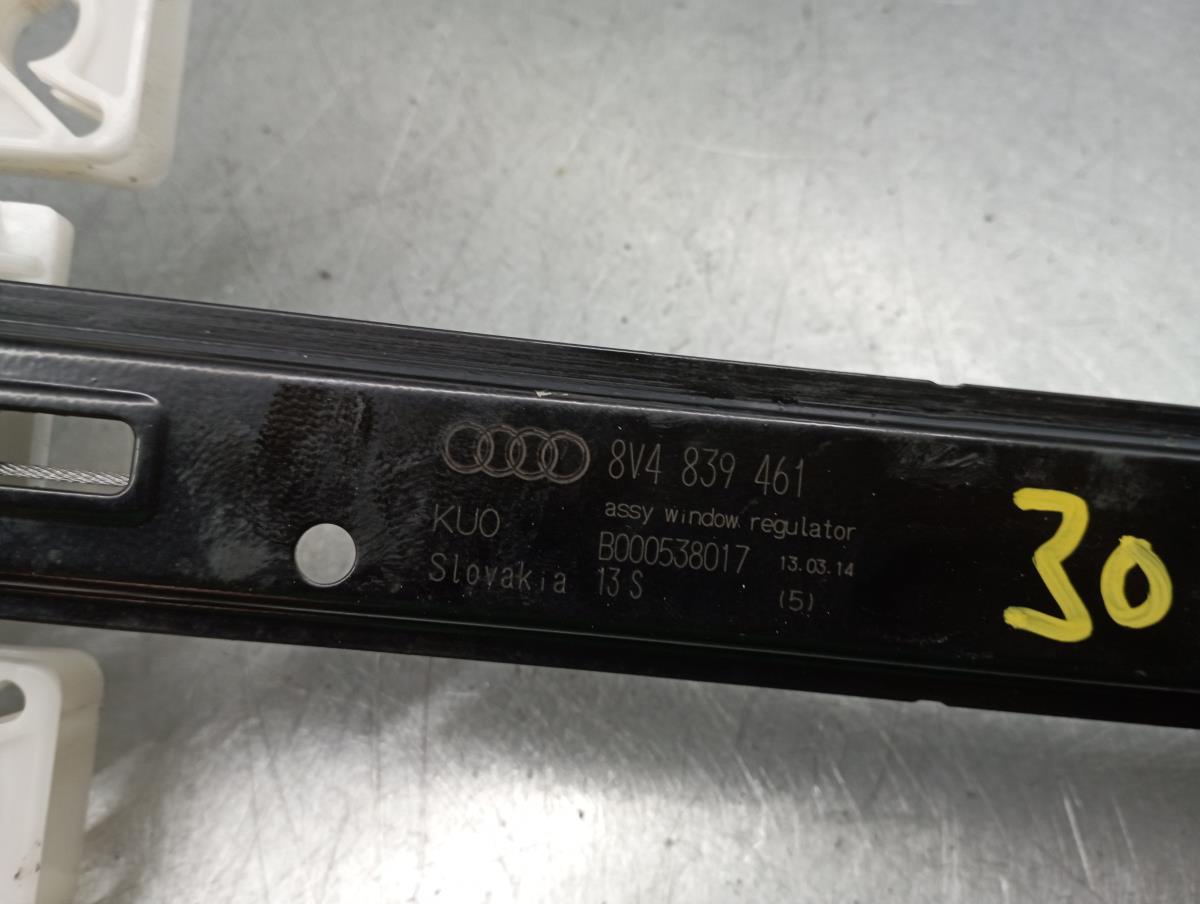 8V4 839 461
assy window regulator
KUO B000538017 13.03.14
Slovakia 13 S (5)
30